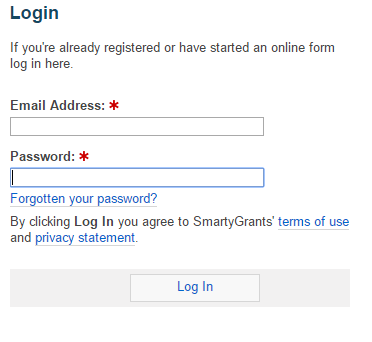 Login
If you're already registered or have started an online form
log in here.
Email Address: *
Password: *
Forgotten your password?
By clicking Log In you agree to SmartyGrants' terms of use
and privacy statement.
Log In